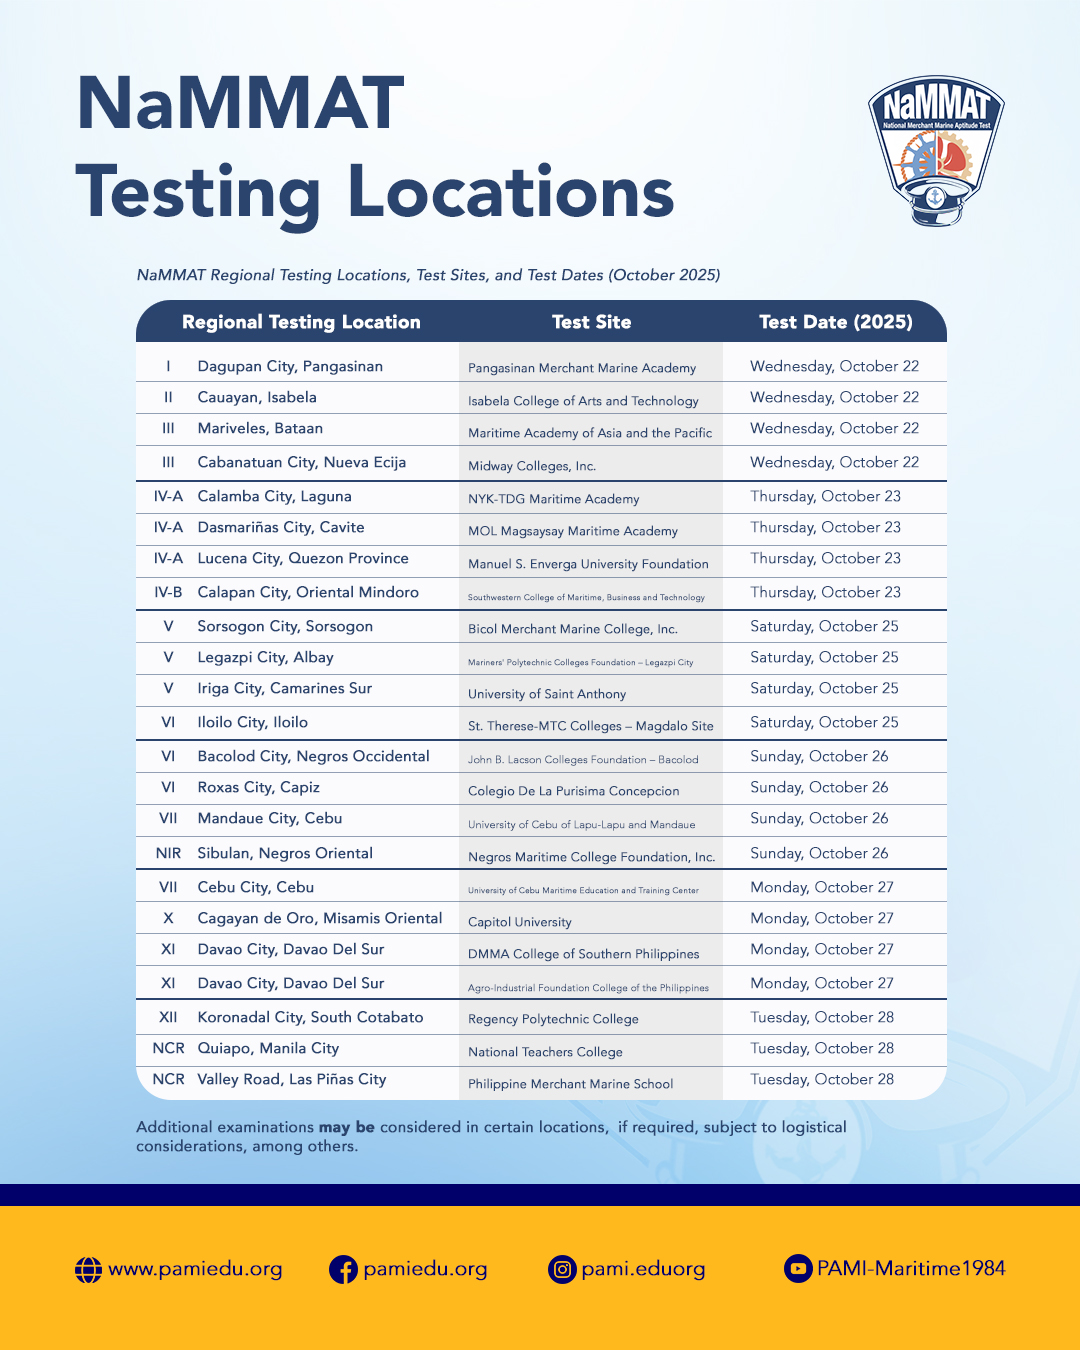 NaMMAT
Testing Locations
NaMMAT
National Merchant Marine Aptitude Test
NaMMAT Regional Testing Locations, Test Sites, and Test Dates (October 2025)
Regional Testing Location Test Site Test Date (2025)
I Dagupan City, Pangasinan Pangasinan Merchant Marine Academy Wednesday, October 22
II Cauayan, Isabela Isabela College of Arts and Technology Wednesday, October 22
III Mariveles, Bataan Maritime Academy of Asia and the Pacific Wednesday, October 22
III Cabanatuan City, Nueva Ecija Midway Colleges, Inc. Wednesday, October 22
IV-A Calamba City, Laguna NYK-TDG Maritime Academy Thursday, October 23
IV-A Dasmariñas City, Cavite MOL Magsaysay Maritime Academy Thursday, October 23
IV-A Lucena City, Quezon Province Manuel S. Enverga University Foundation Thursday, October 23
IV-B Calapan City, Oriental Mindoro Southwestern College of Maritime, Business and Technology Thursday, October 23
V Sorsogon City, Sorsogon Bicol Merchant Marine College, Inc. Saturday, October 25
V Legazpi City, Albay Mariners' Polytechnic Colleges Foundation – Legazpi City Saturday, October 25
V Iriga City, Camarines Sur University of Saint Anthony Saturday, October 25
VI Iloilo City, Iloilo St. Therese-MTC Colleges – Magdalo Site Saturday, October 25
VI Bacolod City, Negros Occidental John B. Lacson Colleges Foundation – Bacolod Sunday, October 26
VI Roxas City, Capiz Colegio De La Purisima Concepcion Sunday, October 26
VII Mandaue City, Cebu University of Cebu of Lapu-Lapu and Mandaue Sunday, October 26
NIR Sibulan, Negros Oriental Negros Maritime College Foundation, Inc. Sunday, October 26
VII Cebu City, Cebu University of Cebu Maritime Education and Training Center Monday, October 27
X Cagayan de Oro, Misamis Oriental Capitol University Monday, October 27
XI Davao City, Davao Del Sur DMMA College of Southern Philippines Monday, October 27
XI Davao City, Davao Del Sur Agro-Industrial Foundation College of the Philippines Monday, October 27
XII Koronadal City, South Cotabato Regency Polytechnic College Tuesday, October 28
NCR Quiapo, Manila City National Teachers College Tuesday, October 28
NCR Valley Road, Las Piñas City Philippine Merchant Marine School Tuesday, October 28
Additional examinations may be considered in certain locations, if required, subject to logistical
considerations, among others.
www.pamiedu.org pamiedu.org pami.eduorg PAMI-Maritime1984